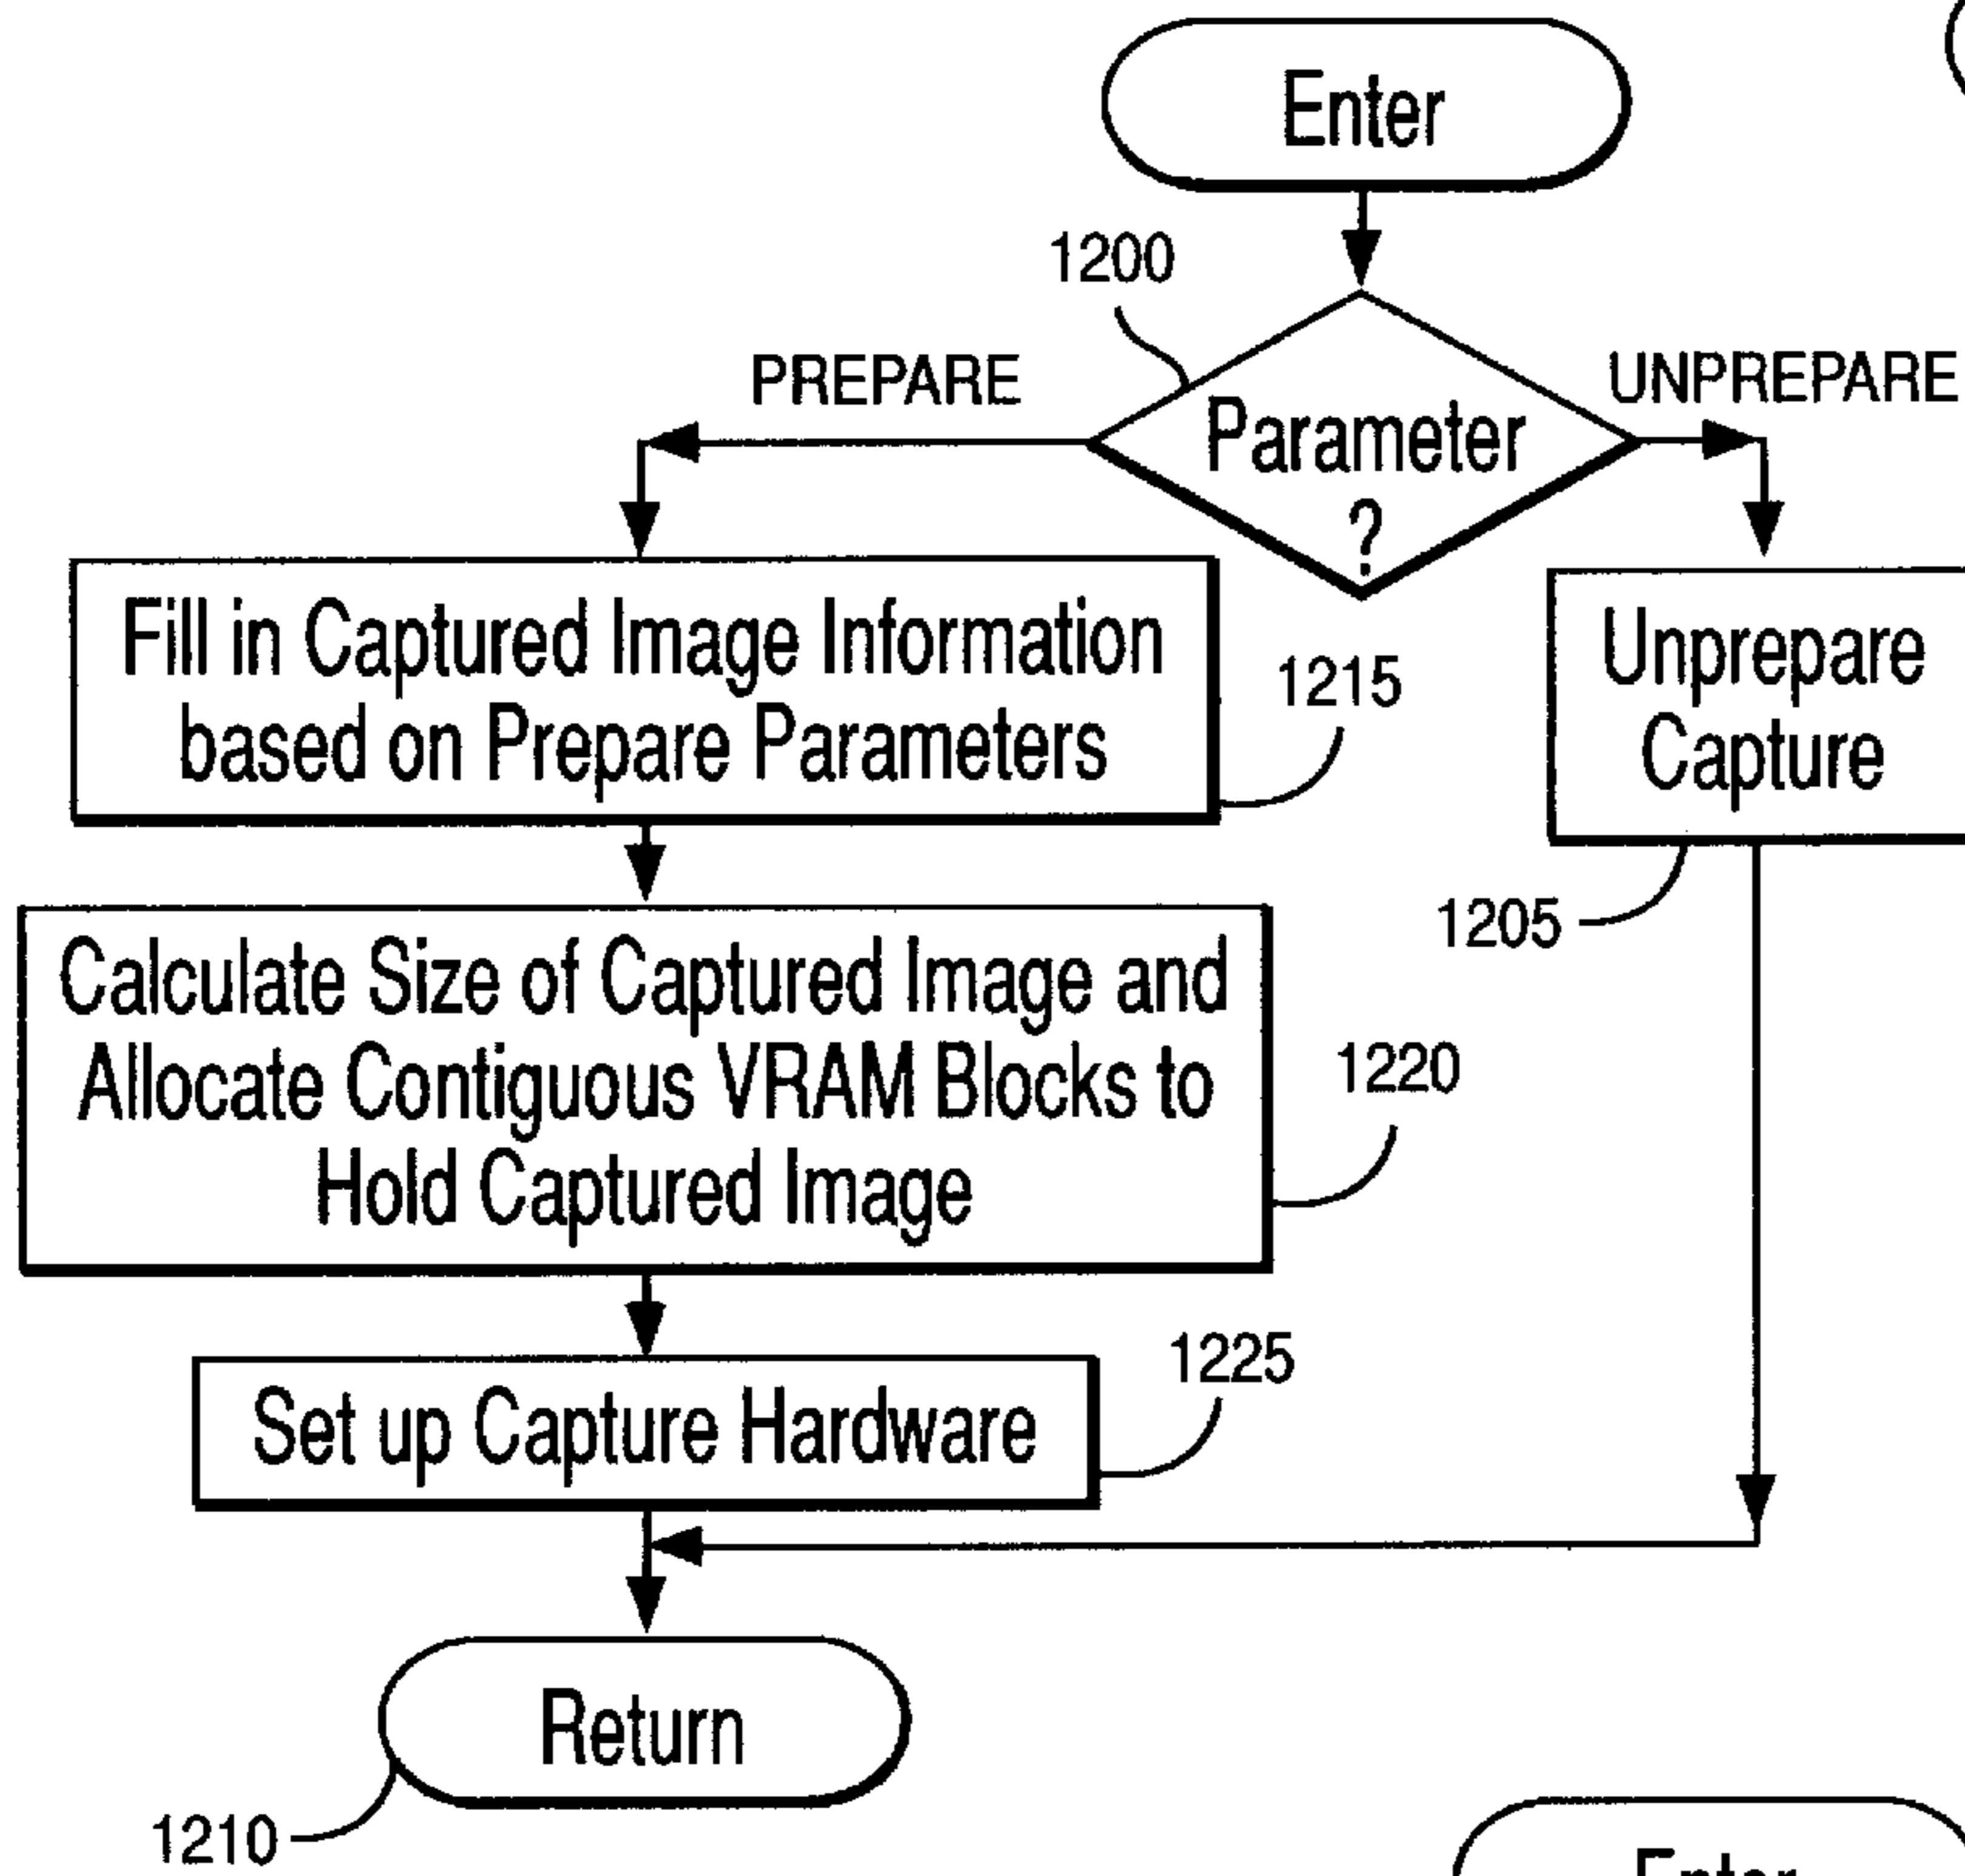 Enter
1200
PREPARE
UNPREPARE
Parameter
?
Fill in Captured Image Information
based on Prepare Parameters
1215
Unprepare
Capture
1205
Calculate Size of Captured Image and
Allocate Contiguous VRAM Blocks to
Hold Captured Image
1220
Set up Capture Hardware
1225
Return
1210
Enter